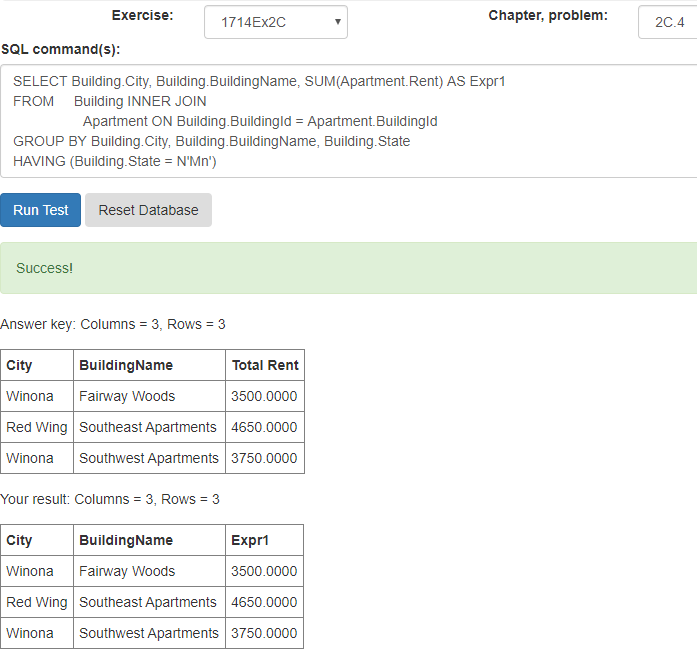 Exercise: 1714Ex2C Chapter, problem: 2C.4
SQL command(s):
SELECT Building.City, Building.BuildingName, SUM(Apartment.Rent) AS Expr1
FROM Building INNER JOIN
Apartment ON Building.BuildingId = Apartment.BuildingId
GROUP BY Building.City, Building.BuildingName, Building.State
HAVING (Building.State = N'Mn')
Run Test Reset Database
Success!
Answer key: Columns = 3, Rows = 3
City BuildingName Total Rent
Winona Fairway Woods 3500.0000
Red Wing Southeast Apartments 4650.0000
Winona Southwest Apartments 3750.0000
Your result: Columns = 3, Rows = 3
City BuildingName Expr1
Winona Fairway Woods 3500.0000
Red Wing Southeast Apartments 4650.0000
Winona Southwest Apartments 3750.0000